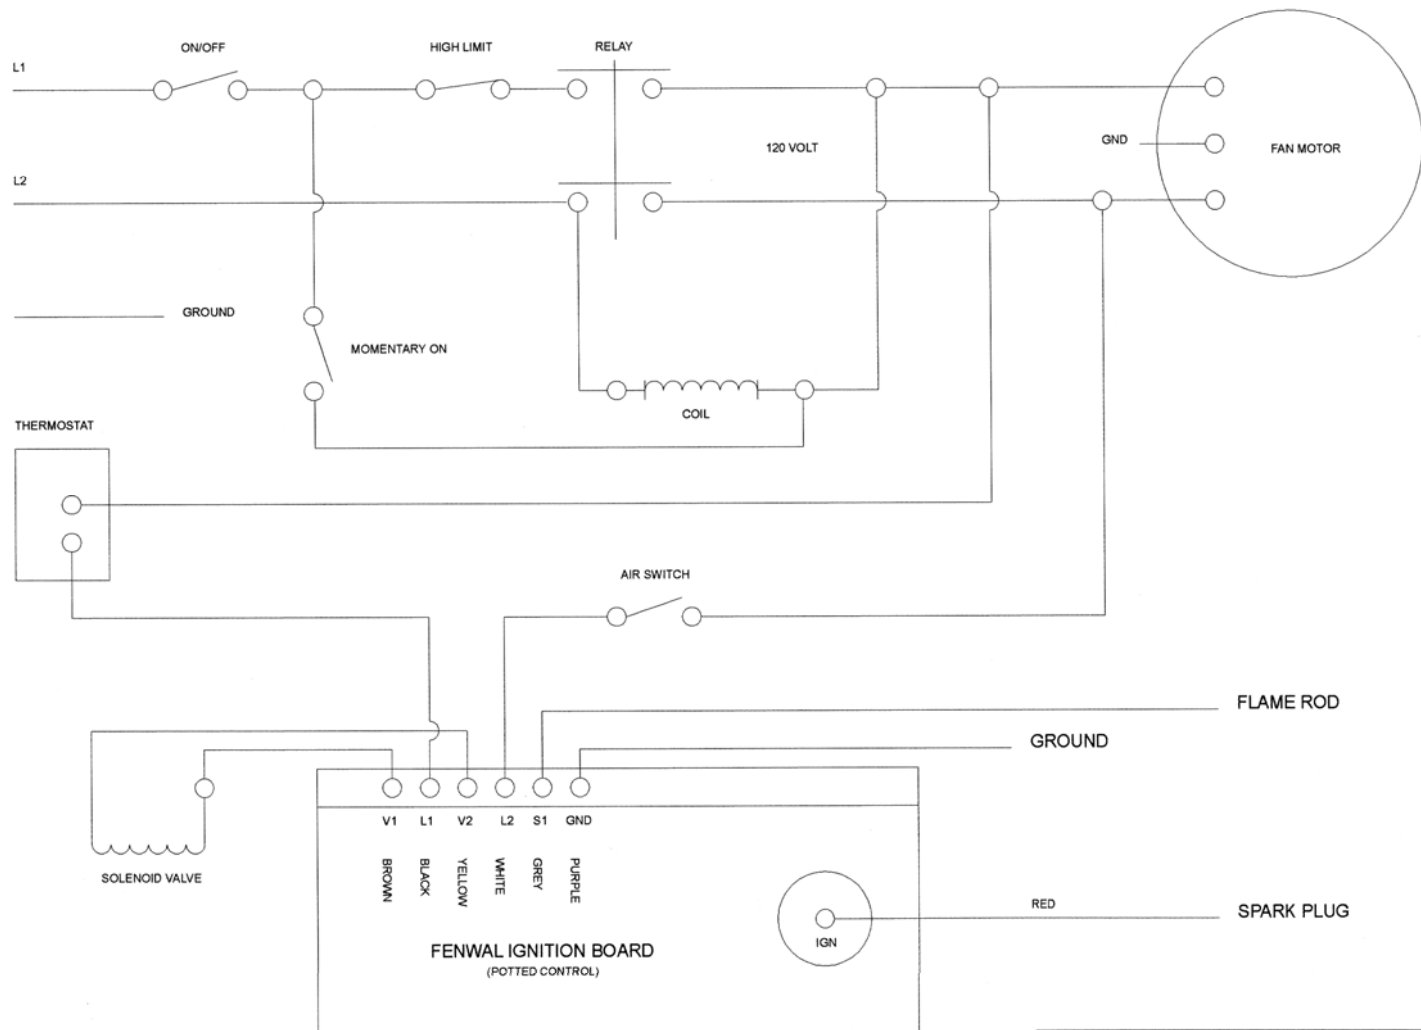 ON/OFF
HIGH LIMIT
RELAY
L1
120 VOLT
GND
FAN MOTOR
L2
GROUND
MOMENTARY ON
COIL
THERMOSTAT
AIR SWITCH
FLAME ROD
GROUND
V1 L1 V2 L2 S1 GND
BROWN BLACK YELLOW WHITE GREY PURPLE
SOLENOID VALVE
RED
SPARK PLUG
IGN
FENWAL IGNITION BOARD
(POTTED CONTROL)